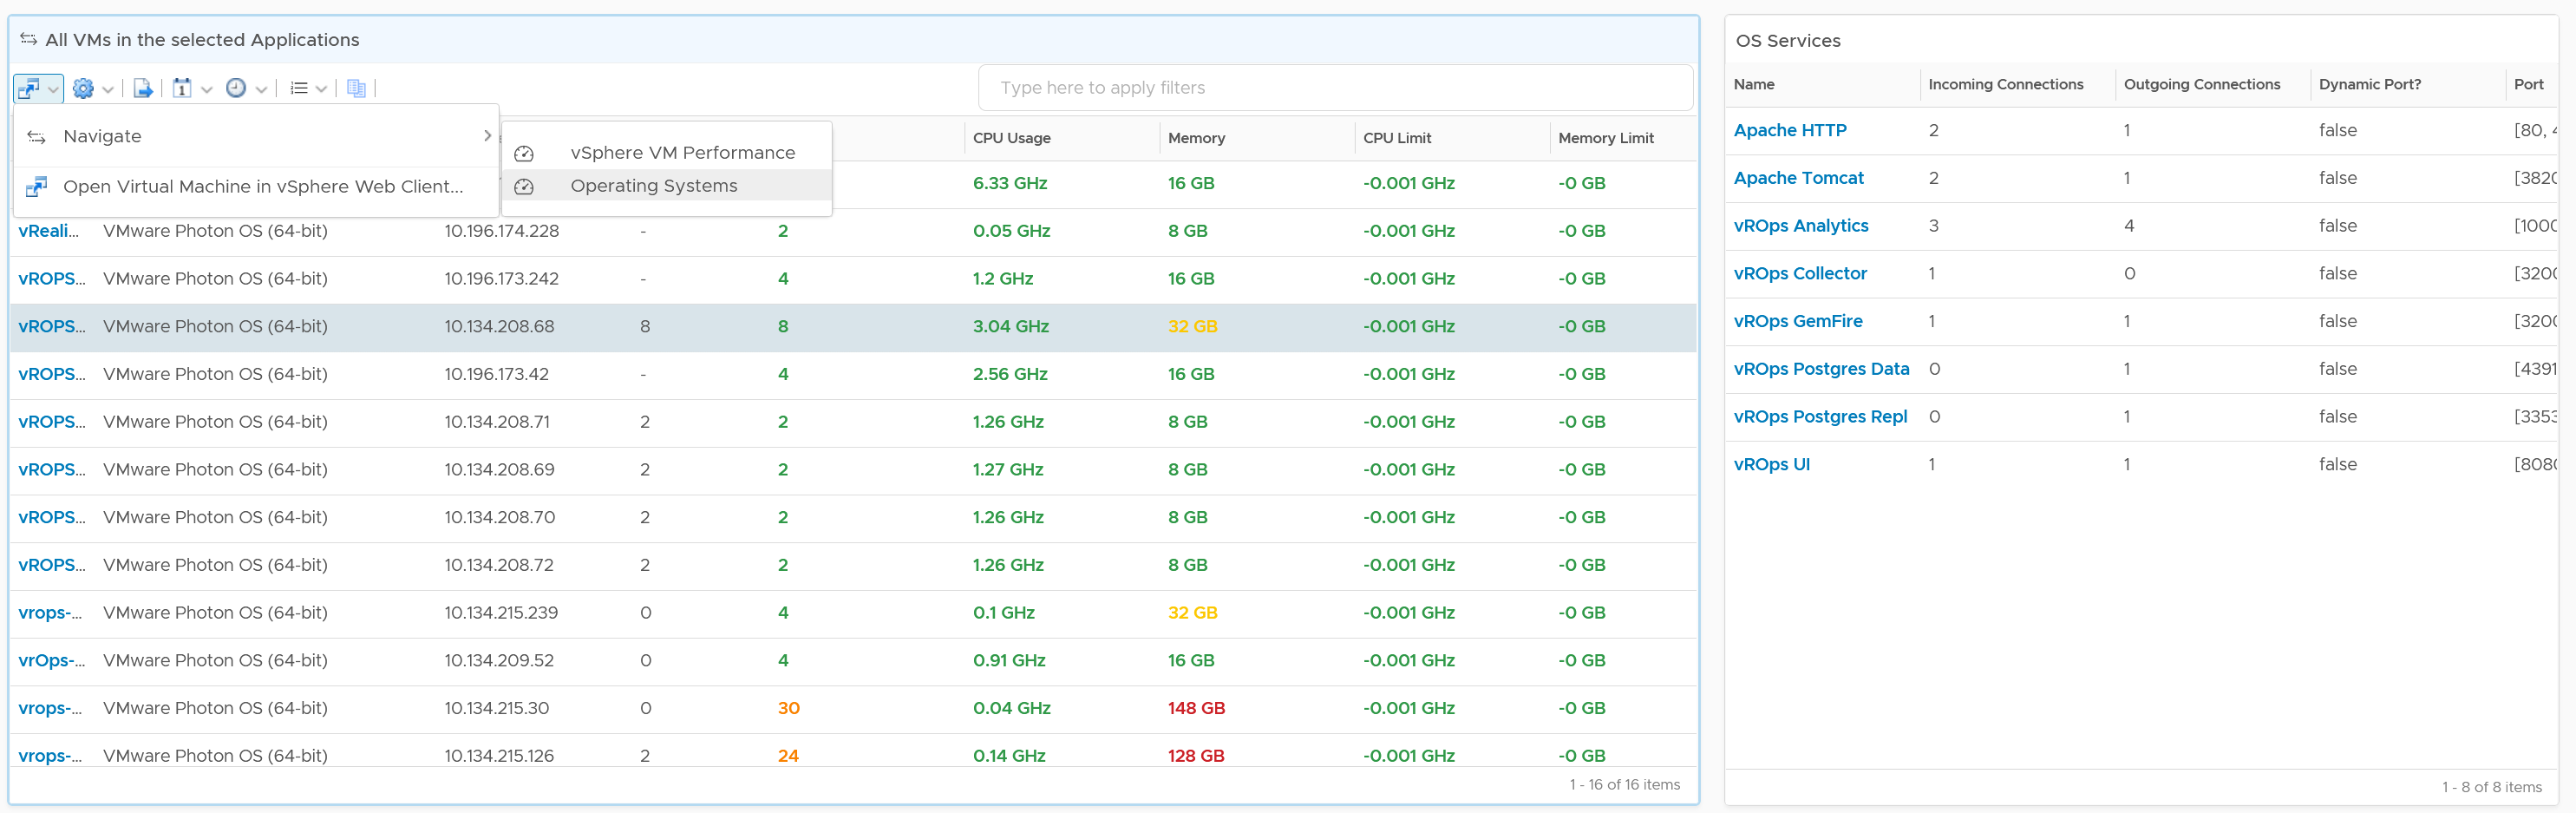 All VMs in the selected Applications
Type here to apply filters
Navigate
Open Virtual Machine in vSphere Web Client...
vSphere VM Performance
Operating Systems
CPU Usage Memory CPU Limit Memory Limit
6.33 GHz 16 GB -0.001 GHz -0 GB
vReali... VMware Photon OS (64-bit) 10.196.174.228 - 2 0.05 GHz 8 GB -0.001 GHz -0 GB
vROPS... VMware Photon OS (64-bit) 10.196.173.242 - 4 1.2 GHz 16 GB -0.001 GHz -0 GB
vROPS... VMware Photon OS (64-bit) 10.134.208.68 8 8 3.04 GHz 32 GB -0.001 GHz -0 GB
vROPS... VMware Photon OS (64-bit) 10.196.173.42 - 4 2.56 GHz 16 GB -0.001 GHz -0 GB
vROPS... VMware Photon OS (64-bit) 10.134.208.71 2 2 1.26 GHz 8 GB -0.001 GHz -0 GB
vROPS... VMware Photon OS (64-bit) 10.134.208.69 2 2 1.27 GHz 8 GB -0.001 GHz -0 GB
vROPS... VMware Photon OS (64-bit) 10.134.208.70 2 2 1.26 GHz 8 GB -0.001 GHz -0 GB
vROPS... VMware Photon OS (64-bit) 10.134.208.72 2 2 1.26 GHz 8 GB -0.001 GHz -0 GB
vrops-... VMware Photon OS (64-bit) 10.134.215.239 0 4 0.1 GHz 32 GB -0.001 GHz -0 GB
vrOps-... VMware Photon OS (64-bit) 10.134.209.52 0 4 0.91 GHz 16 GB -0.001 GHz -0 GB
vrops-... VMware Photon OS (64-bit) 10.134.215.30 0 30 0.04 GHz 148 GB -0.001 GHz -0 GB
vrops-... VMware Photon OS (64-bit) 10.134.215.126 2 24 0.14 GHz 128 GB -0.001 GHz -0 GB
1 - 16 of 16 items
OS Services
Name Incoming Connections Outgoing Connections Dynamic Port? Port
Apache HTTP 2 1 false [80,
Apache Tomcat 2 1 false [3820
vROps Analytics 3 4 false [1000
vROps Collector 1 0 false [3200
vROps GemFire 1 1 false [3200
vROps Postgres Data 0 1 false [4391
vROps Postgres Repl 0 1 false [3353
vROps UI 1 1 false [8080
1 - 8 of 8 items